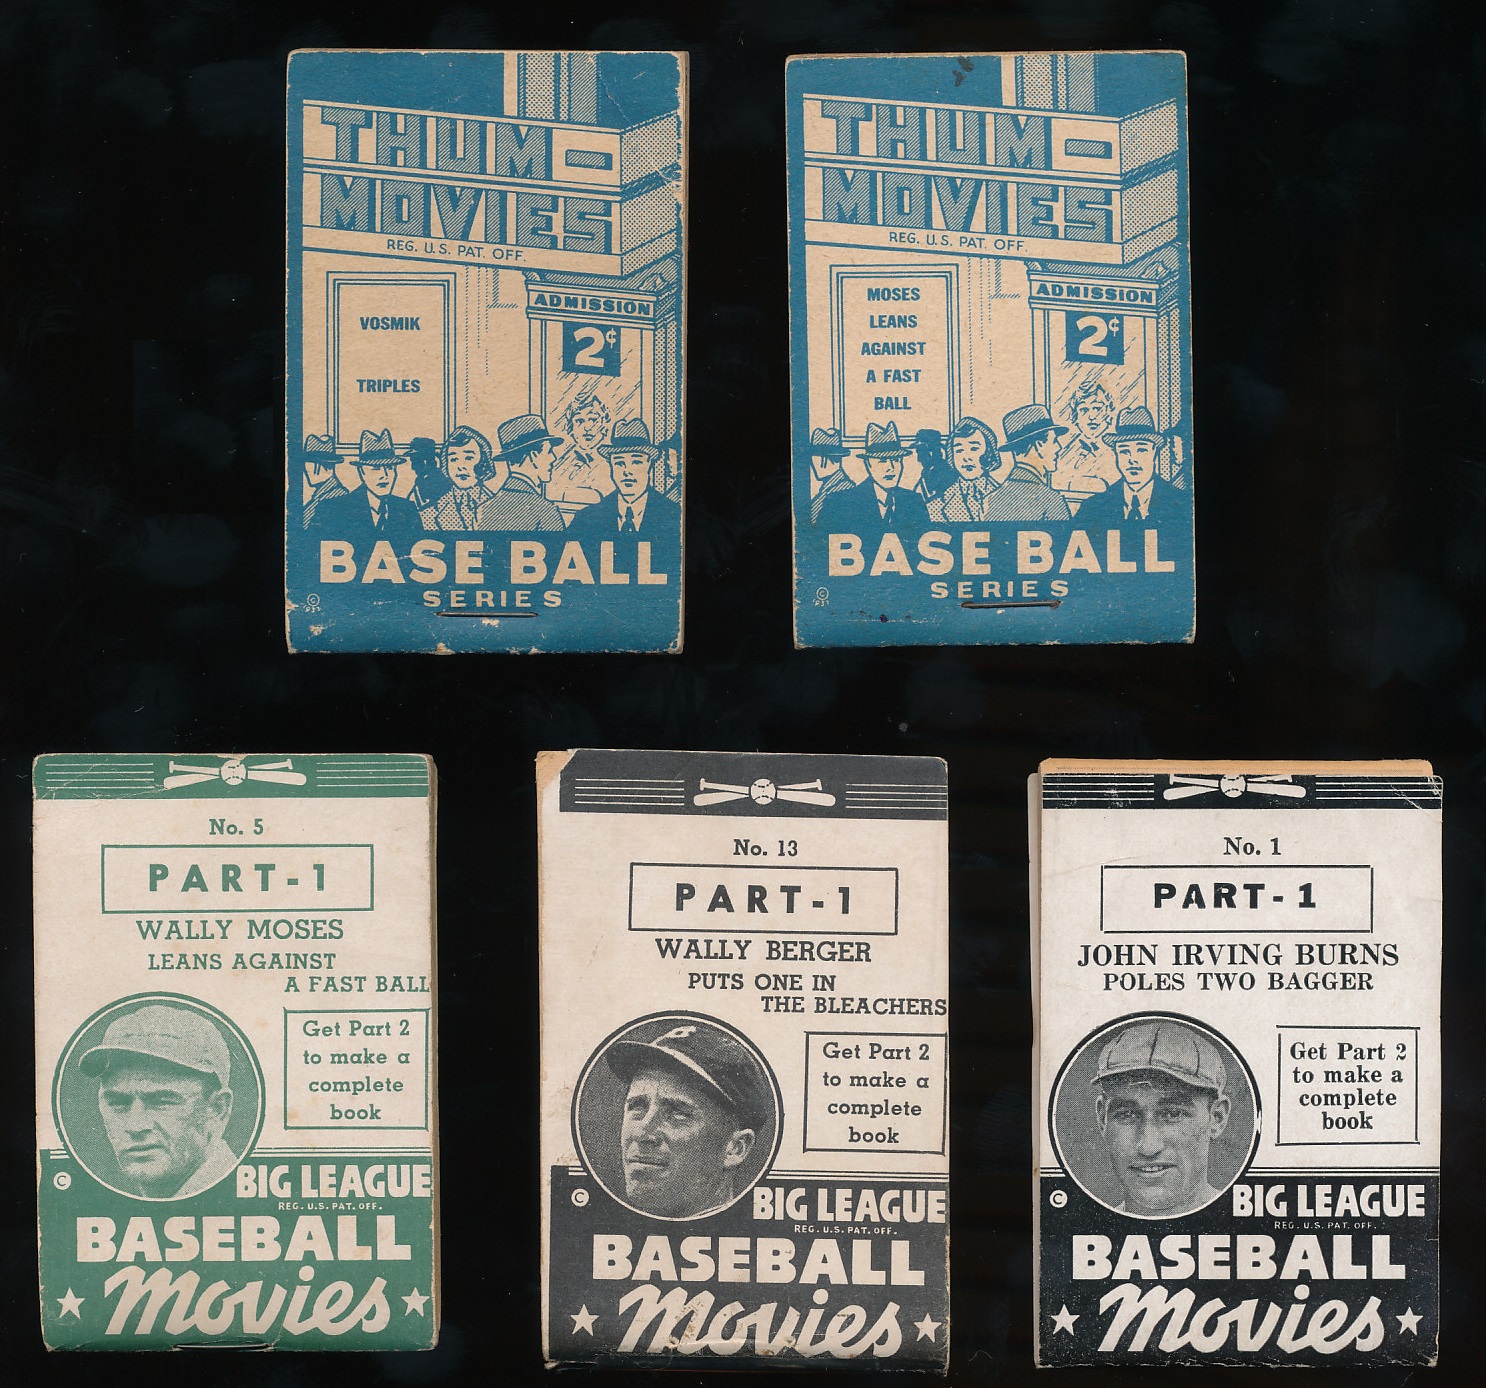 THUM-O
MOVIES
REG. U.S. PAT. OFF.
VOSMIK
TRIPLES
ADMISSION
2¢
BASE BALL
SERIES
©
1937
THUM-O
MOVIES
REG. U.S. PAT. OFF.
MOSES
LEANS
AGAINST
A FAST
BALL
ADMISSION
2¢
BASE BALL
SERIES
©
1937
No. 5
PART-1
WALLY MOSES
LEANS AGAINST
A FAST BALL
Get Part 2
to make a
complete
book
©
BIG LEAGUE
REG. U.S. PAT. OFF.
BASEBALL
Movies
No. 13
PART-1
WALLY BERGER
PUTS ONE IN
THE BLEACHERS
Get Part 2
to make a
complete
book
©
BIG LEAGUE
REG. U.S. PAT. OFF.
BASEBALL
Movies
No. 1
PART-1
JOHN IRVING BURNS
POLES TWO BAGGER
Get Part 2
to make a
complete
book
©
BIG LEAGUE
REG. U.S. PAT. OFF.
BASEBALL
Movies